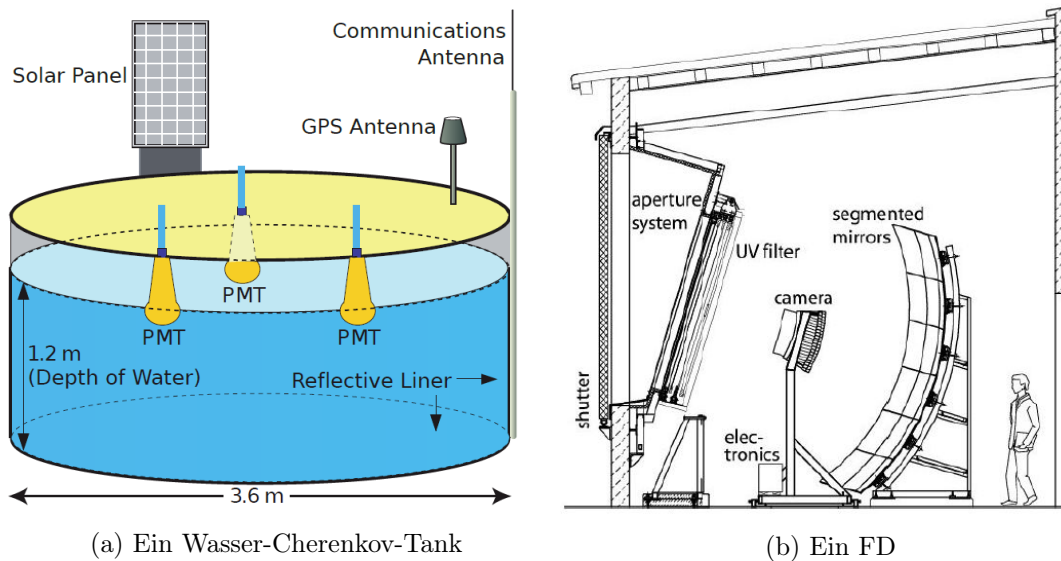 Communications
Antenna
Solar Panel
GPS Antenna
PMT
PMT
PMT
1.2 m
(Depth of Water)
Reflective Liner
3.6 m
(a) Ein Wasser-Cherenkov-Tank
aperture
system
UV filter
segmented
mirrors
camera
shutter
elec-
tronics
(b) Ein FD